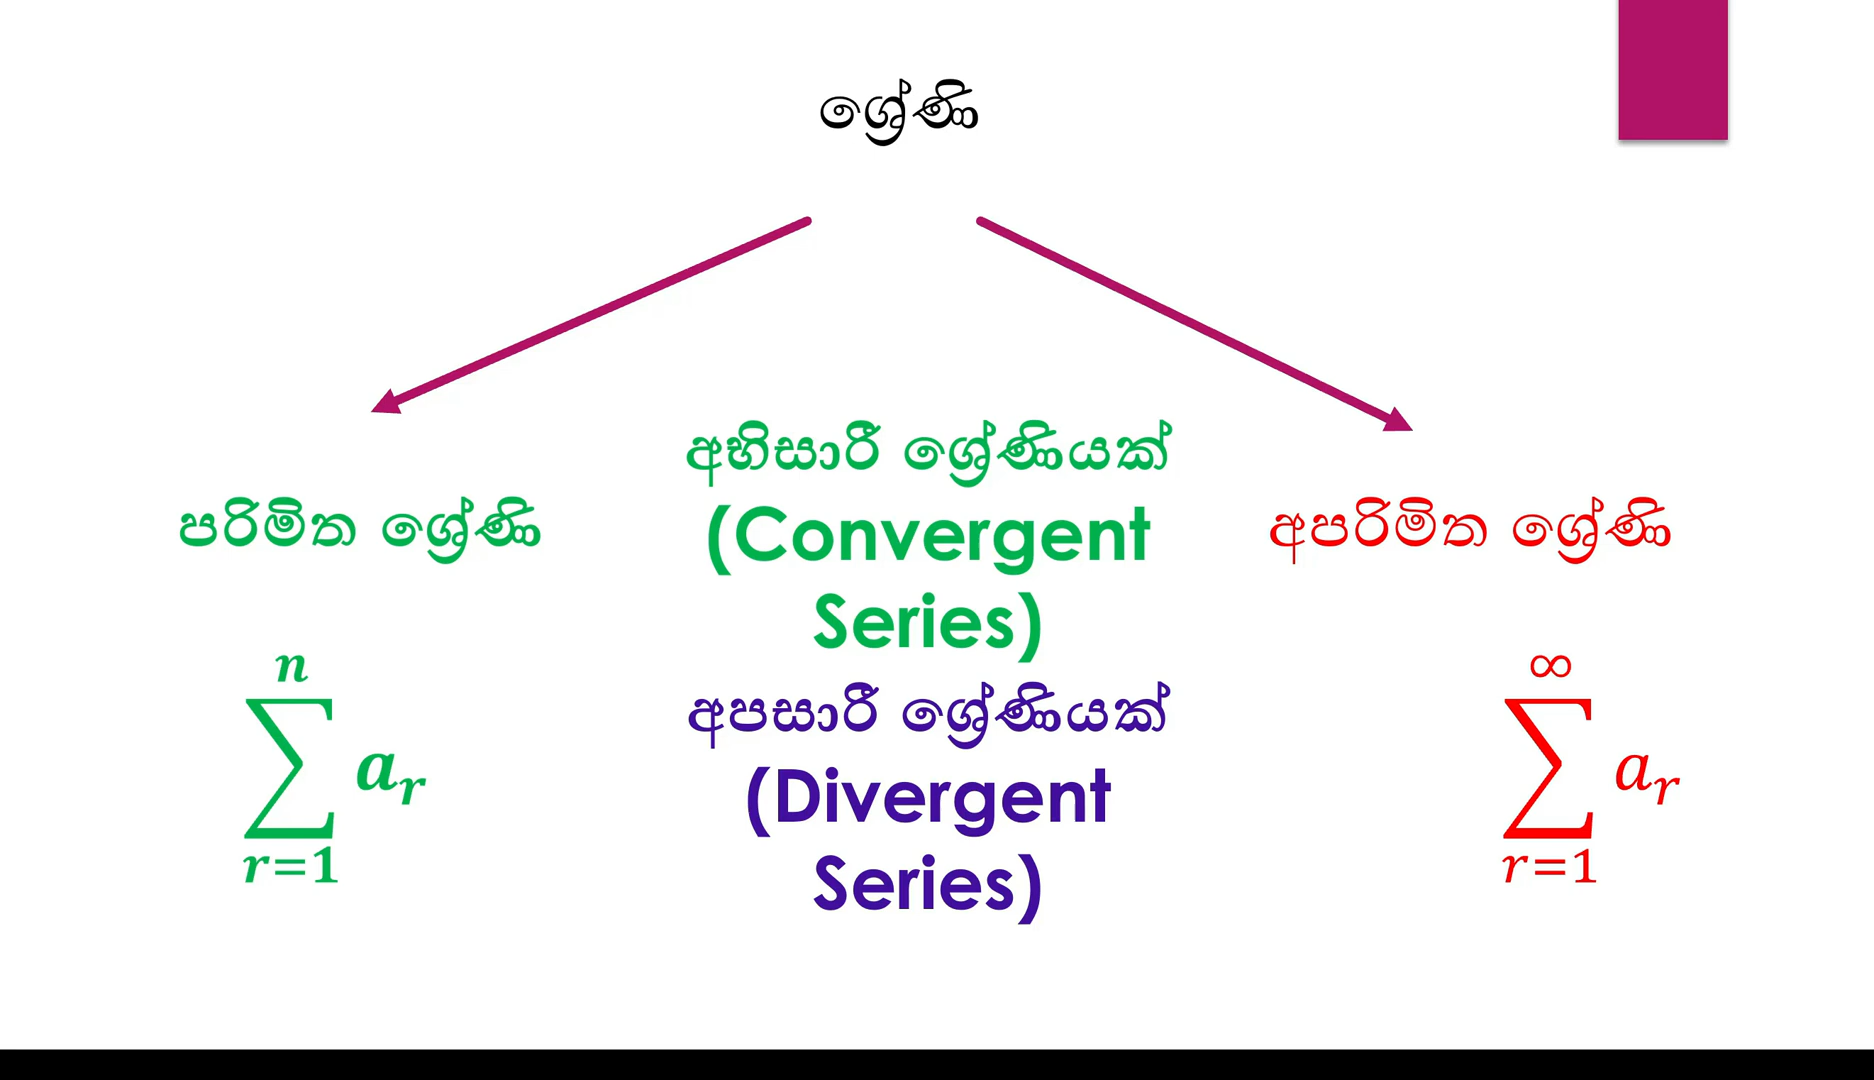 ශ්‍රේණි
පරිමිත ශ්‍රේණි
n
∑ a_r
r=1
අභිසාරී ශ්‍රේණියක්
(Convergent
Series)
අපසාරී ශ්‍රේණියක්
(Divergent
Series)
අපරිමිත ශ්‍රේණි
∞
∑ a_r
r=1